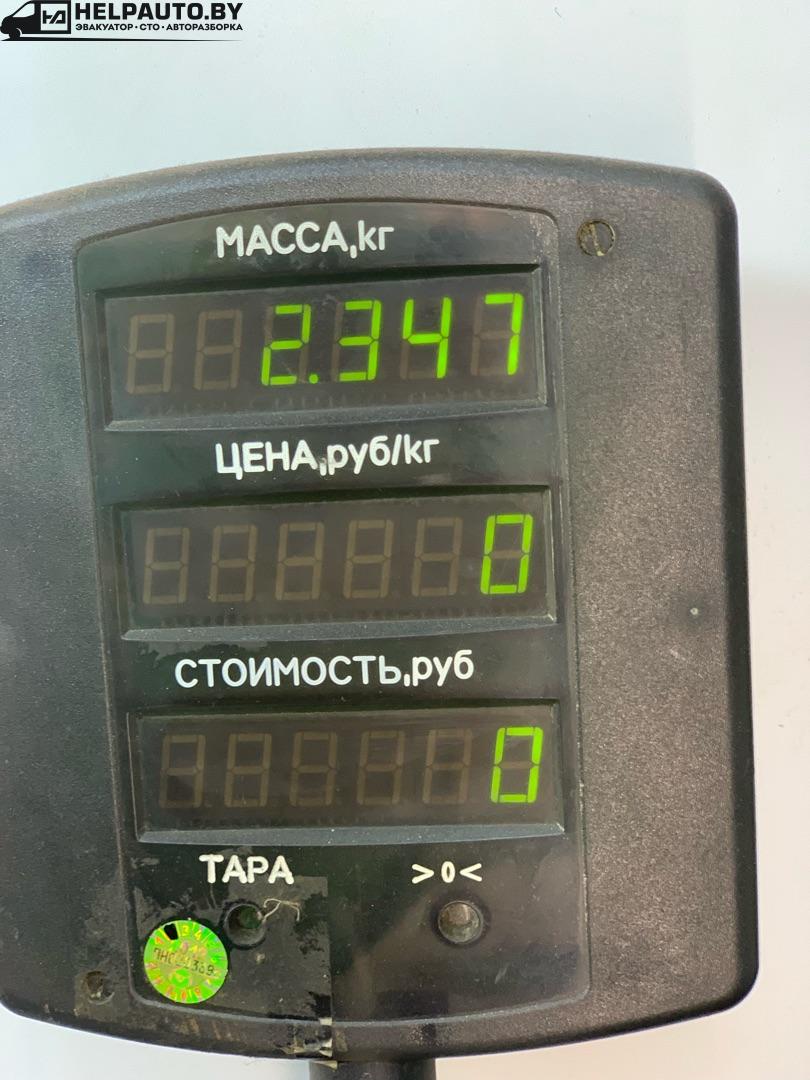 HELPAUTO.BY
ЭВАКУАТОР • СТО • АВТОРАЗБОРКА
МАССА,кг
2.347
ЦЕНА,руб/кг
0
СТОИМОСТЬ,руб
0
ТАРА >0<